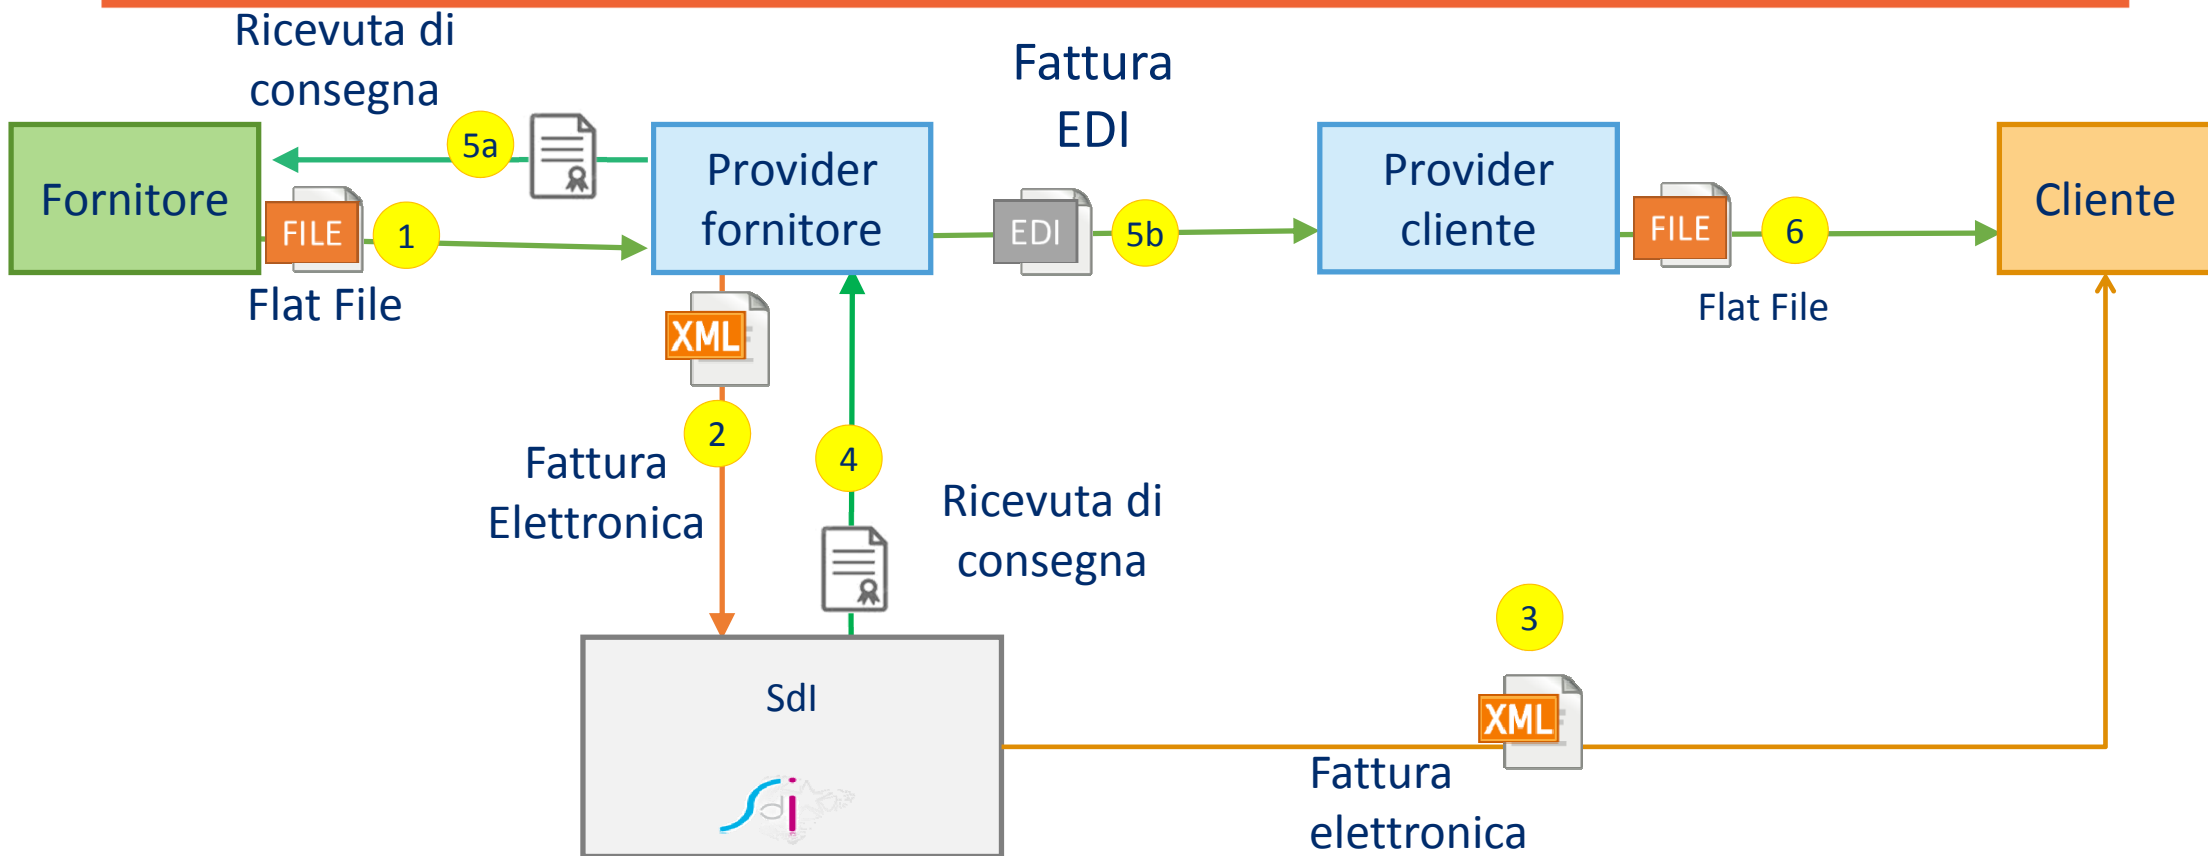 Ricevuta di
consegna
Fattura
EDI
5a
Fornitore
FILE
1
Flat File
Provider
fornitore
EDI
5b
Provider
cliente
FILE
6
Flat File
Cliente
XML
2
Fattura
Elettronica
4
Ricevuta di
consegna
3
XML
SdI
Sdi
Fattura
elettronica